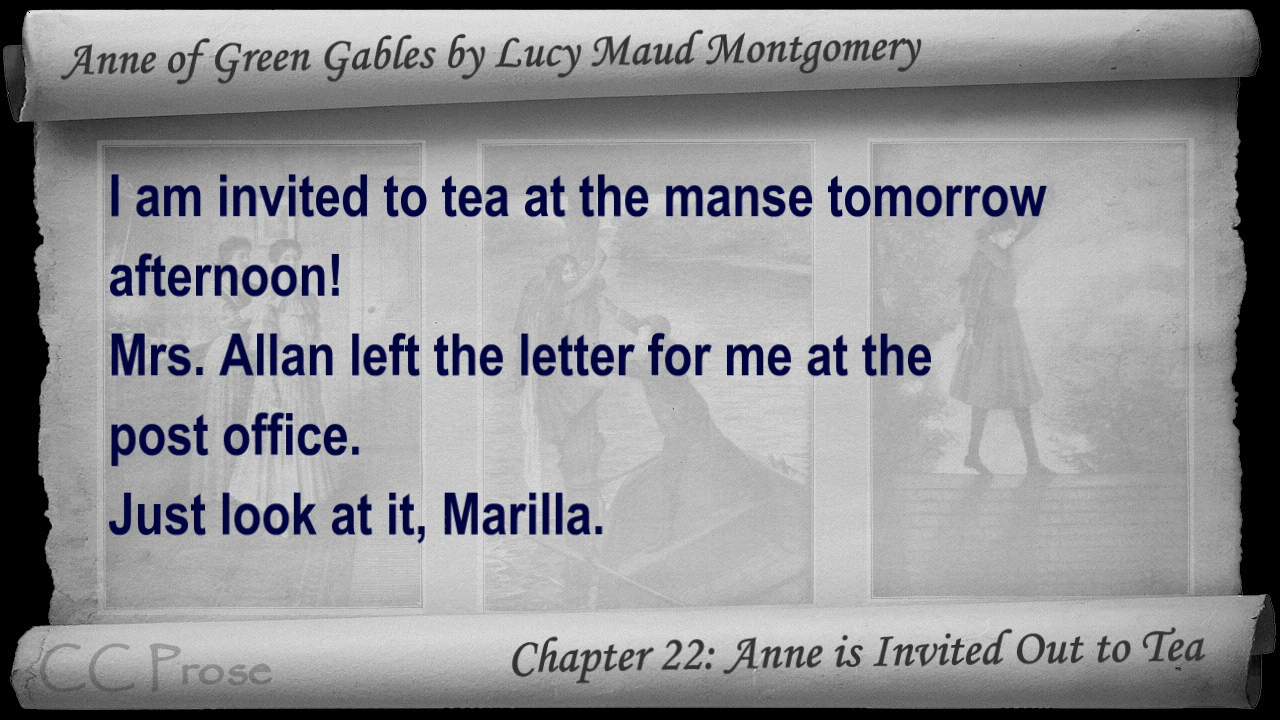 Anne of Green Gables by Lucy Maud Montgomery
I am invited to tea at the manse tomorrow
afternoon!
Mrs. Allan left the letter for me at the
post office.
Just look at it, Marilla.
CC Prose
Chapter 22: Anne is Invited Out to Tea